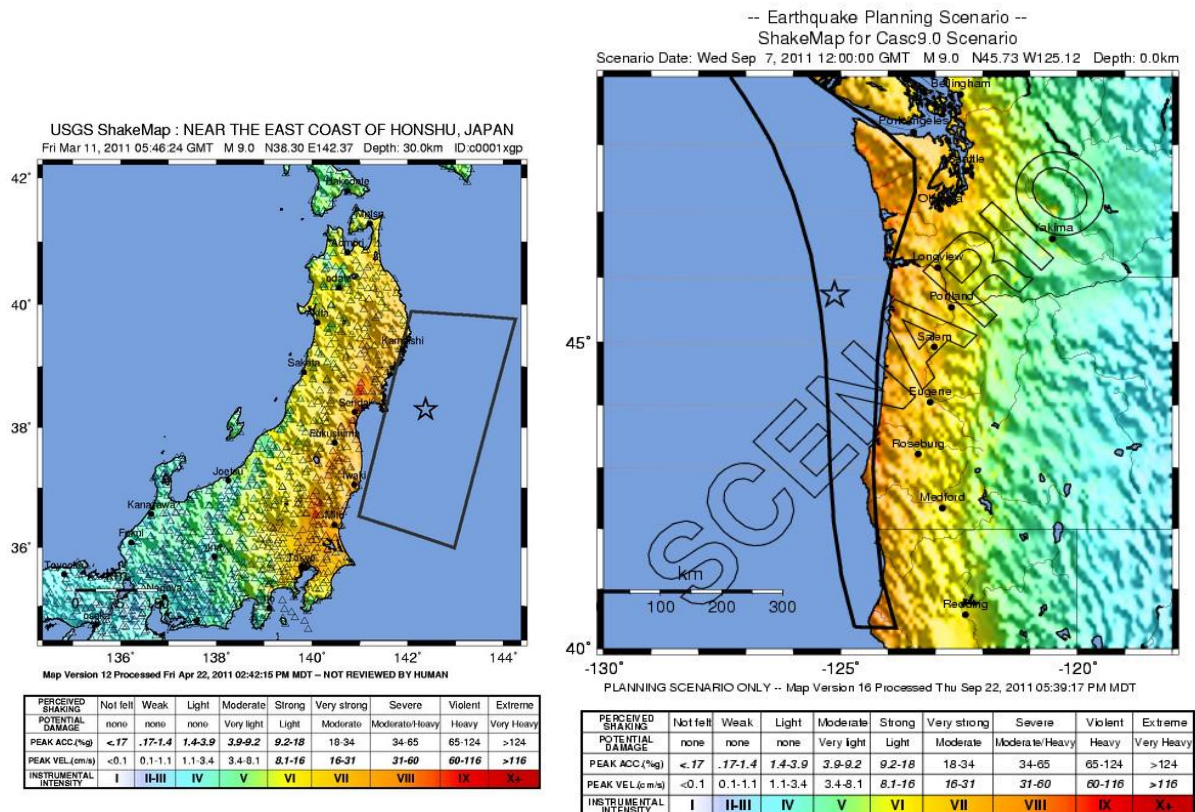 USGS ShakeMap : NEAR THE EAST COAST OF HONSHU, JAPAN
Fri Mar 11, 2011 05:46:24 GMT M 9.0 N38.30 E142.37 Depth: 30.0km ID:c0001xgp
42°
Hakodate
Aomori
40°
Akita
Kamaishi
Sakata
Sendai
38°
Fukushima
Iwaki
Joetsu
Kanazawa
Mito
Fukui
36°
Toyooka
Nagoya
136° 138° 140° 142° 144°
Map Version 12 Processed Fri Apr 22, 2011 02:42:15 PM MDT -- NOT REVIEWED BY HUMAN
PERCEIVED SHAKING Not felt Weak Light Moderate Strong Very strong Severe Violent Extreme
POTENTIAL DAMAGE none none none Very light Light Moderate Moderate/Heavy Heavy Very Heavy
PEAK ACC.(%g) <.17 .17-1.4 1.4-3.9 3.9-9.2 9.2-18 18-34 34-65 65-124 >124
PEAK VEL.(cm/s) <0.1 0.1-1.1 1.1-3.4 3.4-8.1 8.1-16 16-31 31-60 60-116 >116
INSTRUMENTAL INTENSITY I II-III IV V VI VII VIII IX X+
-- Earthquake Planning Scenario --
ShakeMap for Casc9.0 Scenario
Scenario Date: Wed Sep 7, 2011 12:00:00 GMT M 9.0 N45.73 W125.12 Depth: 0.0km
Bellingham
Port Angeles
Seattle
Yakima
Longview
Portland
45°
Salem
Eugene
Roseburg
Medford
SCENARIO
km
100 200 300
Redding
40°
-130° -125° -120°
PLANNING SCENARIO ONLY -- Map Version 16 Processed Thu Sep 22, 2011 05:39:17 PM MDT
PERCEIVED SHAKING Not felt Weak Light Moderate Strong Very strong Severe Violent Extreme
POTENTIAL DAMAGE none none none Very light Light Moderate Moderate/Heavy Heavy Very Heavy
PEAK ACC.(%g) <.17 .17-1.4 1.4-3.9 3.9-9.2 9.2-18 18-34 34-65 65-124 >124
PEAK VEL.(cm/s) <0.1 0.1-1.1 1.1-3.4 3.4-8.1 8.1-16 16-31 31-60 60-116 >116
INSTRUMENTAL INTENSITY I II-III IV V VI VII VIII IX X+